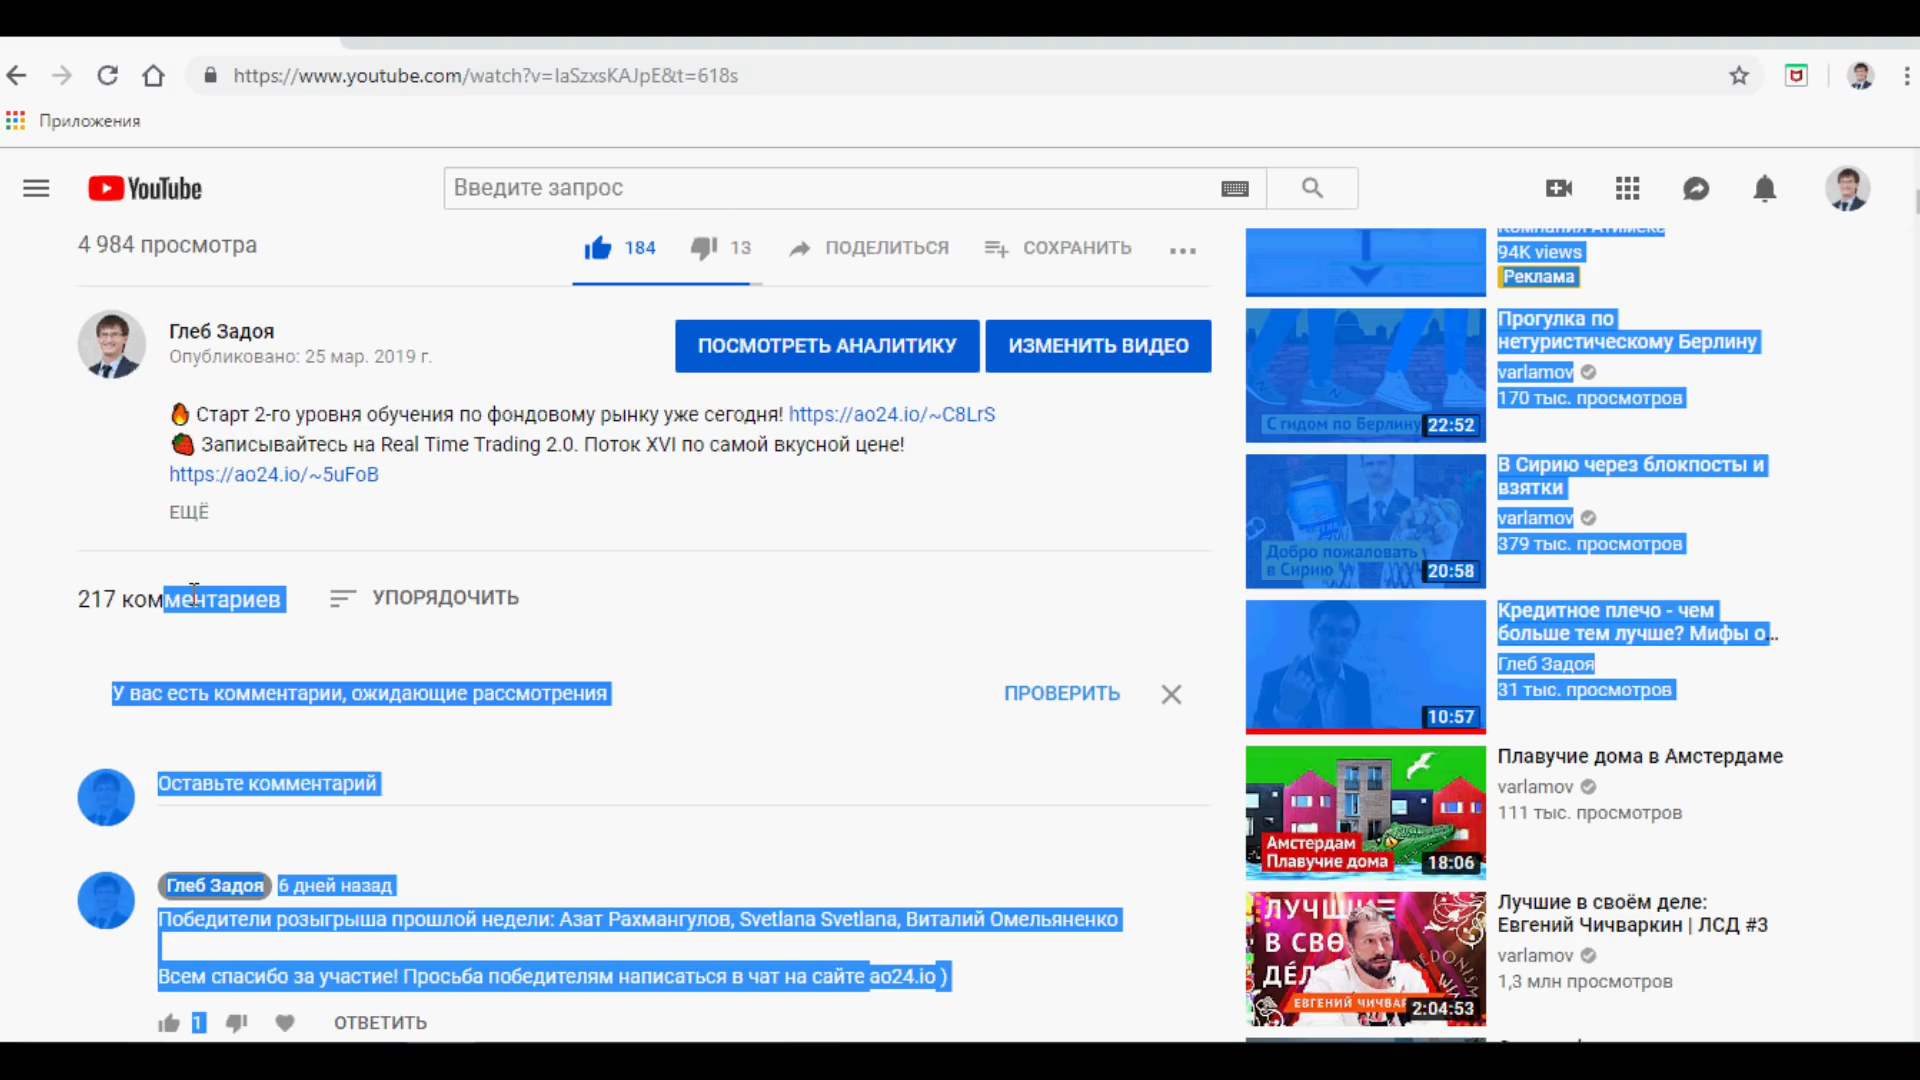 https://www.youtube.com/watch?v=IaSzxsKAJpE&t=618s
Приложения
YouTube
Введите запрос
4 984 просмотра
184
13
ПОДЕЛИТЬСЯ
СОХРАНИТЬ
Глеб Задоя
Опубликовано: 25 мар. 2019 г.
ПОСМОТРЕТЬ АНАЛИТИКУ
ИЗМЕНИТЬ ВИДЕО
🔥 Старт 2-го уровня обучения по фондовому рынку уже сегодня! https://ao24.io/~C8LrS
🍓 Записывайтесь на Real Time Trading 2.0. Поток XVI по самой вкусной цене!
https://ao24.io/~5uFoB
ЕЩЁ
217 комментариев
УПОРЯДОЧИТЬ
У вас есть комментарии, ожидающие рассмотрения
ПРОВЕРИТЬ
Оставьте комментарий
Глеб Задоя 6 дней назад
Победители розыгрыша прошлой недели: Азат Рахмангулов, Svetlana Svetlana, Виталий Омельяненко
Всем спасибо за участие! Просьба победителям написаться в чат на сайте ao24.io )
1
ОТВЕТИТЬ
94K views
Реклама
С гидом по Берлину
22:52
Прогулка по
нетуристическому Берлину
varlamov
170 тыс. просмотров
Добро пожаловать
в Сирию
20:58
В Сирию через блокпосты и
взятки
varlamov
379 тыс. просмотров
10:57
Кредитное плечо - чем
больше тем лучше? Мифы о...
Глеб Задоя
31 тыс. просмотров
Амстердам
Плавучие дома
18:06
Плавучие дома в Амстердаме
varlamov
111 тыс. просмотров
ЛУЧШИЕ
В СВО
ДЕЛ
ЕВГЕНИЙ ЧИЧВАР
2:04:53
Лучшие в своём деле:
Евгений Чичваркин | ЛСД #3
varlamov
1,3 млн просмотров